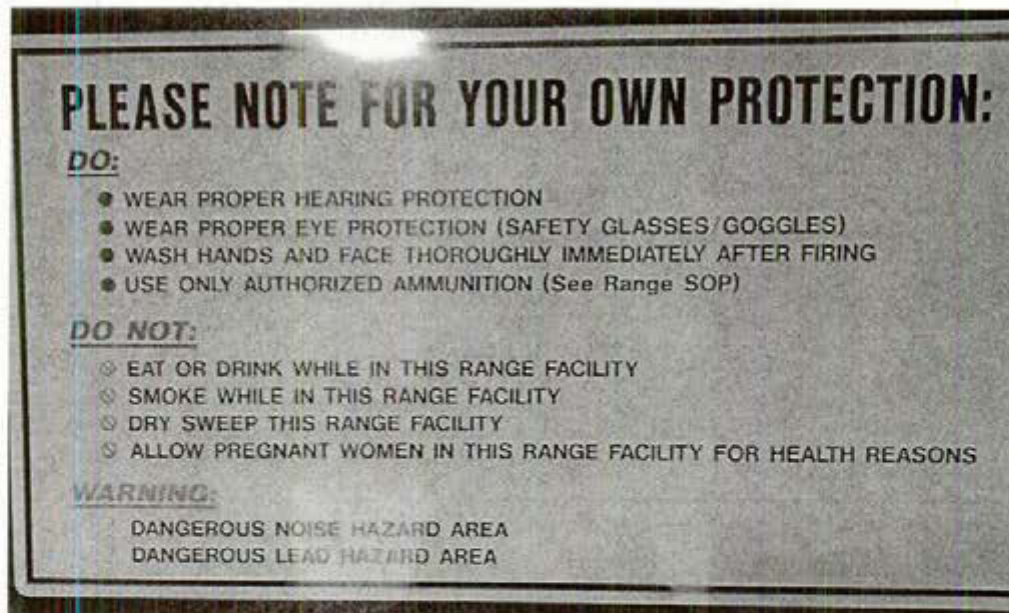 PLEASE NOTE FOR YOUR OWN PROTECTION:
DO:
WEAR PROPER HEARING PROTECTION
WEAR PROPER EYE PROTECTION (SAFETY GLASSES/GOGGLES)
WASH HANDS AND FACE THOROUGHLY IMMEDIATELY AFTER FIRING
USE ONLY AUTHORIZED AMMUNITION (See Range SOP)
DO NOT:
EAT OR DRINK WHILE IN THIS RANGE FACILITY
SMOKE WHILE IN THIS RANGE FACILITY
DRY SWEEP THIS RANGE FACILITY
ALLOW PREGNANT WOMEN IN THIS RANGE FACILITY FOR HEALTH REASONS
WARNING:
DANGEROUS NOISE HAZARD AREA
DANGEROUS LEAD HAZARD AREA